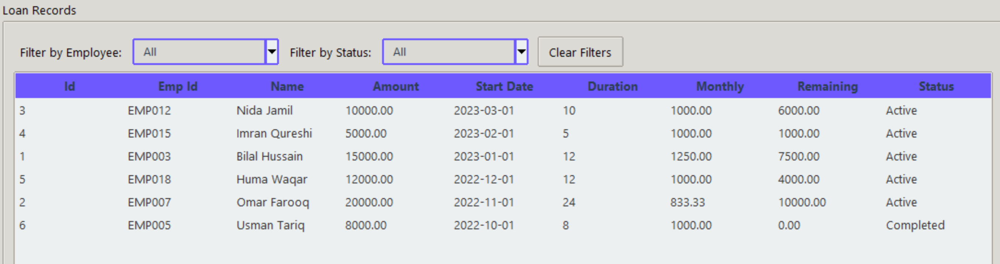 Loan Records
Filter by Employee: All Filter by Status: All Clear Filters
Id Emp Id Name Amount Start Date Duration Monthly Remaining Status
3 EMP012 Nida Jamil 10000.00 2023-03-01 10 1000.00 6000.00 Active
4 EMP015 Imran Qureshi 5000.00 2023-02-01 5 1000.00 1000.00 Active
1 EMP003 Bilal Hussain 15000.00 2023-01-01 12 1250.00 7500.00 Active
5 EMP018 Huma Waqar 12000.00 2022-12-01 12 1000.00 4000.00 Active
2 EMP007 Omar Farooq 20000.00 2022-11-01 24 833.33 10000.00 Active
6 EMP005 Usman Tariq 8000.00 2022-10-01 8 1000.00 0.00 Completed